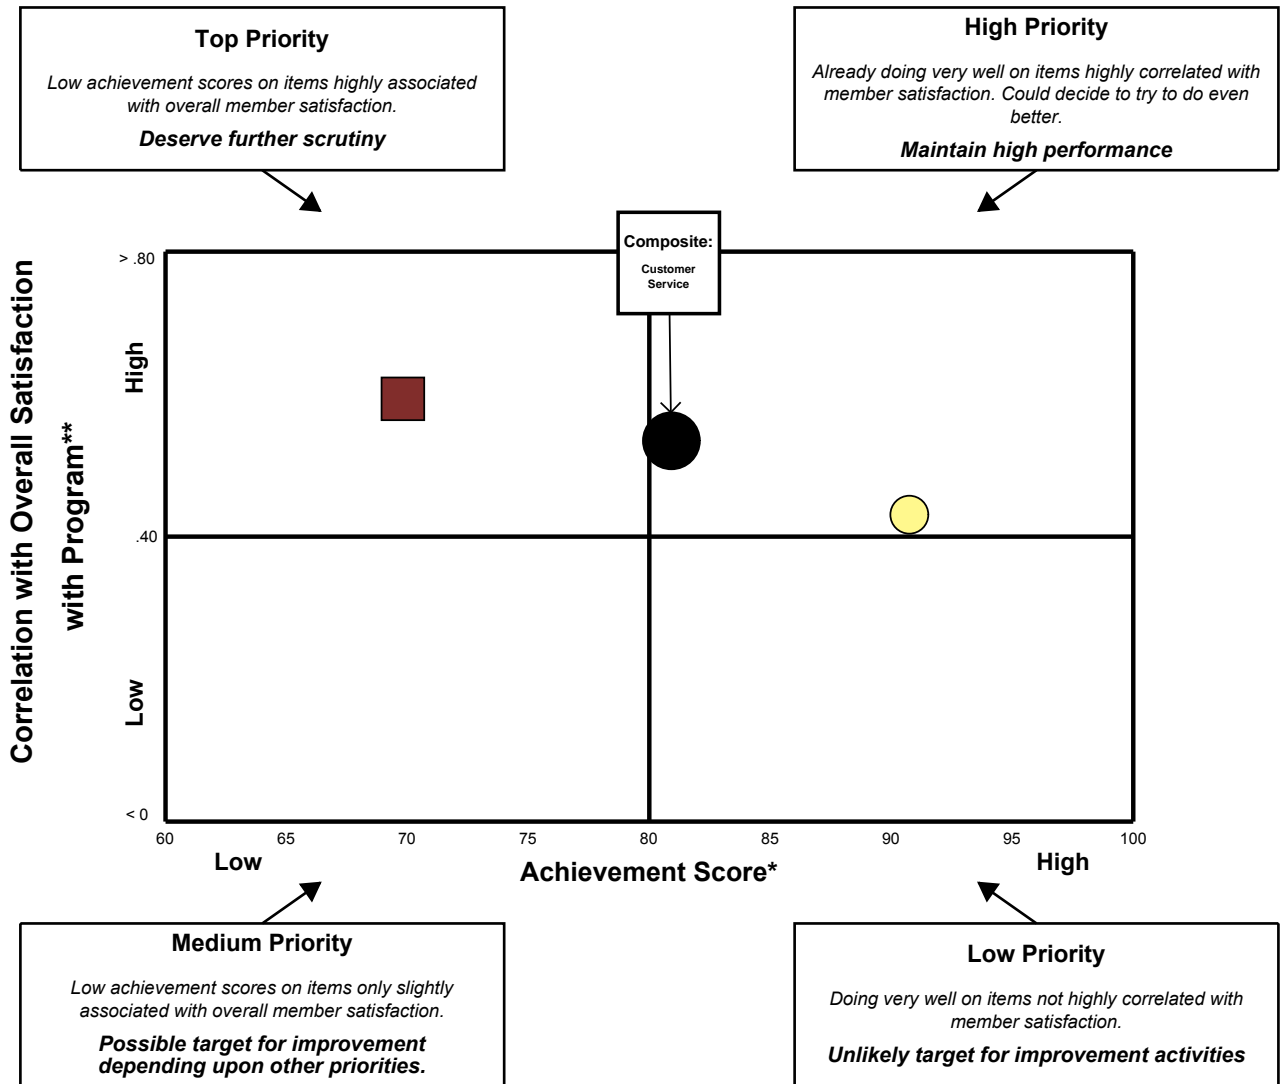 Top Priority
Low achievement scores on items highly associated
with overall member satisfaction.
Deserve further scrutiny
High Priority
Already doing very well on items highly correlated with
member satisfaction. Could decide to try to do even
better.
Maintain high performance
Composite:
Customer
Service
Correlation with Overall Satisfaction
with Program**
> .80
High
.40
Low
< 0
60 65 70 75 80 85 90 95 100
Low
Achievement Score*
High
Medium Priority
Low achievement scores on items only slightly
associated with overall member satisfaction.
Possible target for improvement
depending upon other priorities.
Low Priority
Doing very well on items not highly correlated with
member satisfaction.
Unlikely target for improvement activities